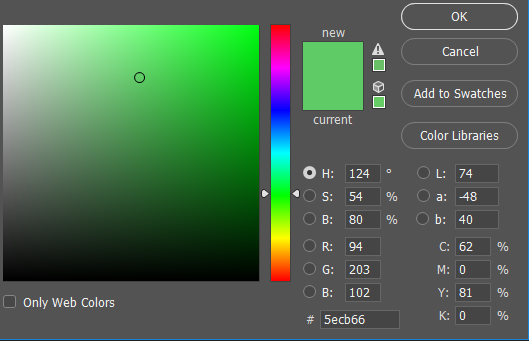 new
current
OK
Cancel
Add to Swatches
Color Libraries
H: 124 °
S: 54 %
B: 80 %
R: 94
G: 203
B: 102
# 5ecb66
L: 74
a: -48
b: 40
C: 62 %
M: 0 %
Y: 81 %
K: 0 %
Only Web Colors